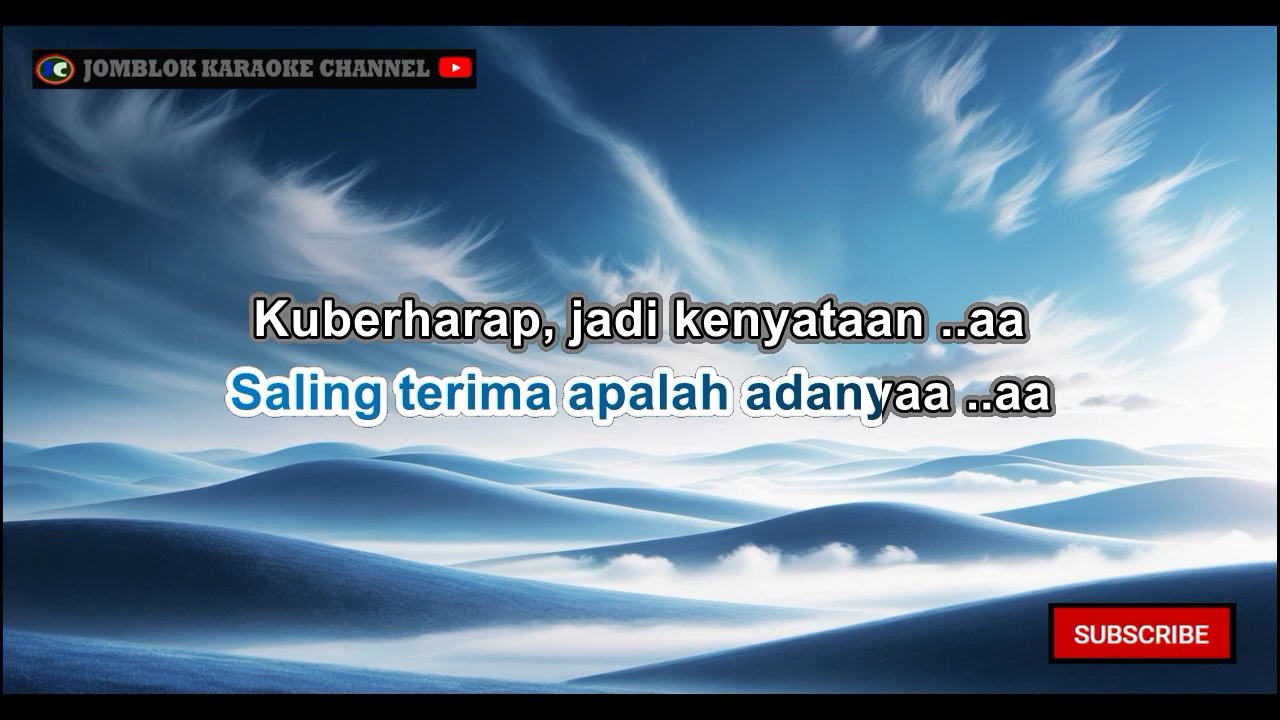 JOMBLOK KARAOKE CHANNEL
Kuberharap, jadi kenyataan ..aa
Saling terima apalah adanyaa ..aa
SUBSCRIBE